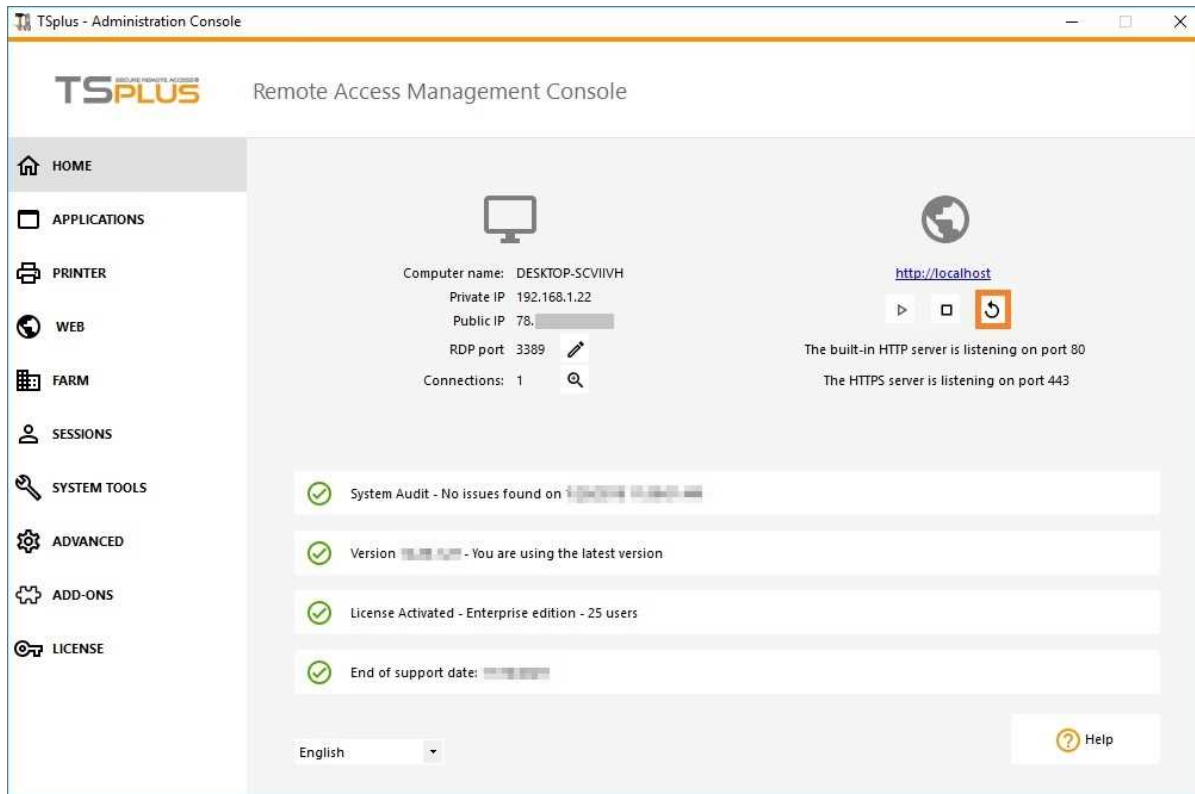 TSplus - Administration Console
TSPLUS
SECURE REMOTE ACCESS
Remote Access Management Console
HOME
APPLICATIONS
PRINTER
WEB
FARM
SESSIONS
SYSTEM TOOLS
ADVANCED
ADD-ONS
LICENSE
Computer name: DESKTOP-SCVIIVH
Private IP 192.168.1.22
Public IP 78.
RDP port 3389
Connections: 1
http://localhost
The built-in HTTP server is listening on port 80
The HTTPS server is listening on port 443
System Audit - No issues found on
Version - You are using the latest version
License Activated - Enterprise edition - 25 users
End of support date:
English
Help